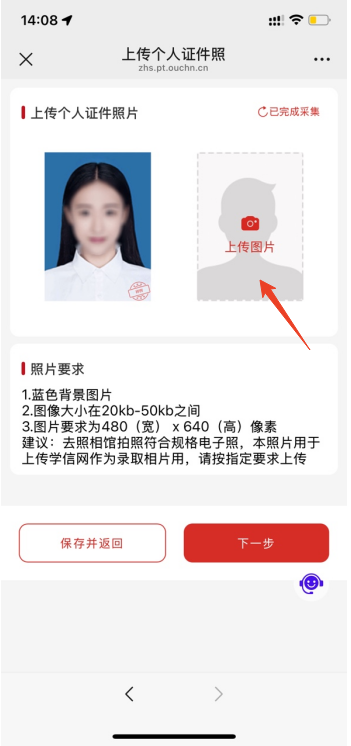 14:08
上传个人证件照
zhs.pt.ouchn.cn
上传个人证件照片
已完成采集
上传图片
照片要求
1.蓝色背景图片
2.图像大小在20kb-50kb之间
3.图片要求为480（宽） x 640（高）像素
建议：去照相馆拍照符合规格电子照，本照片用于
上传学信网作为录取相片用，请按指定要求上传
保存并返回
下一步